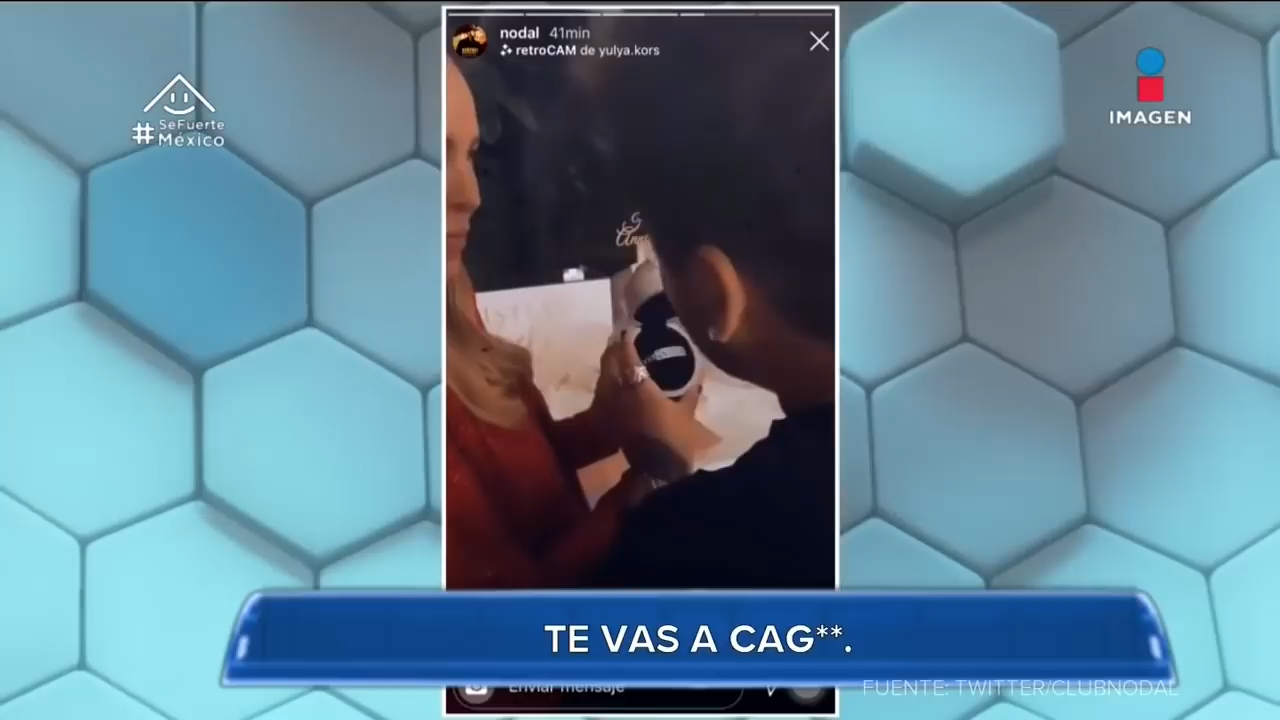 nodal 41min
retroCAM de yulya.kors
#SeFuerte
México
IMAGEN
TE VAS A CAG**.
Enviar mensaje
FUENTE: TWITTER/CLUBNODAL